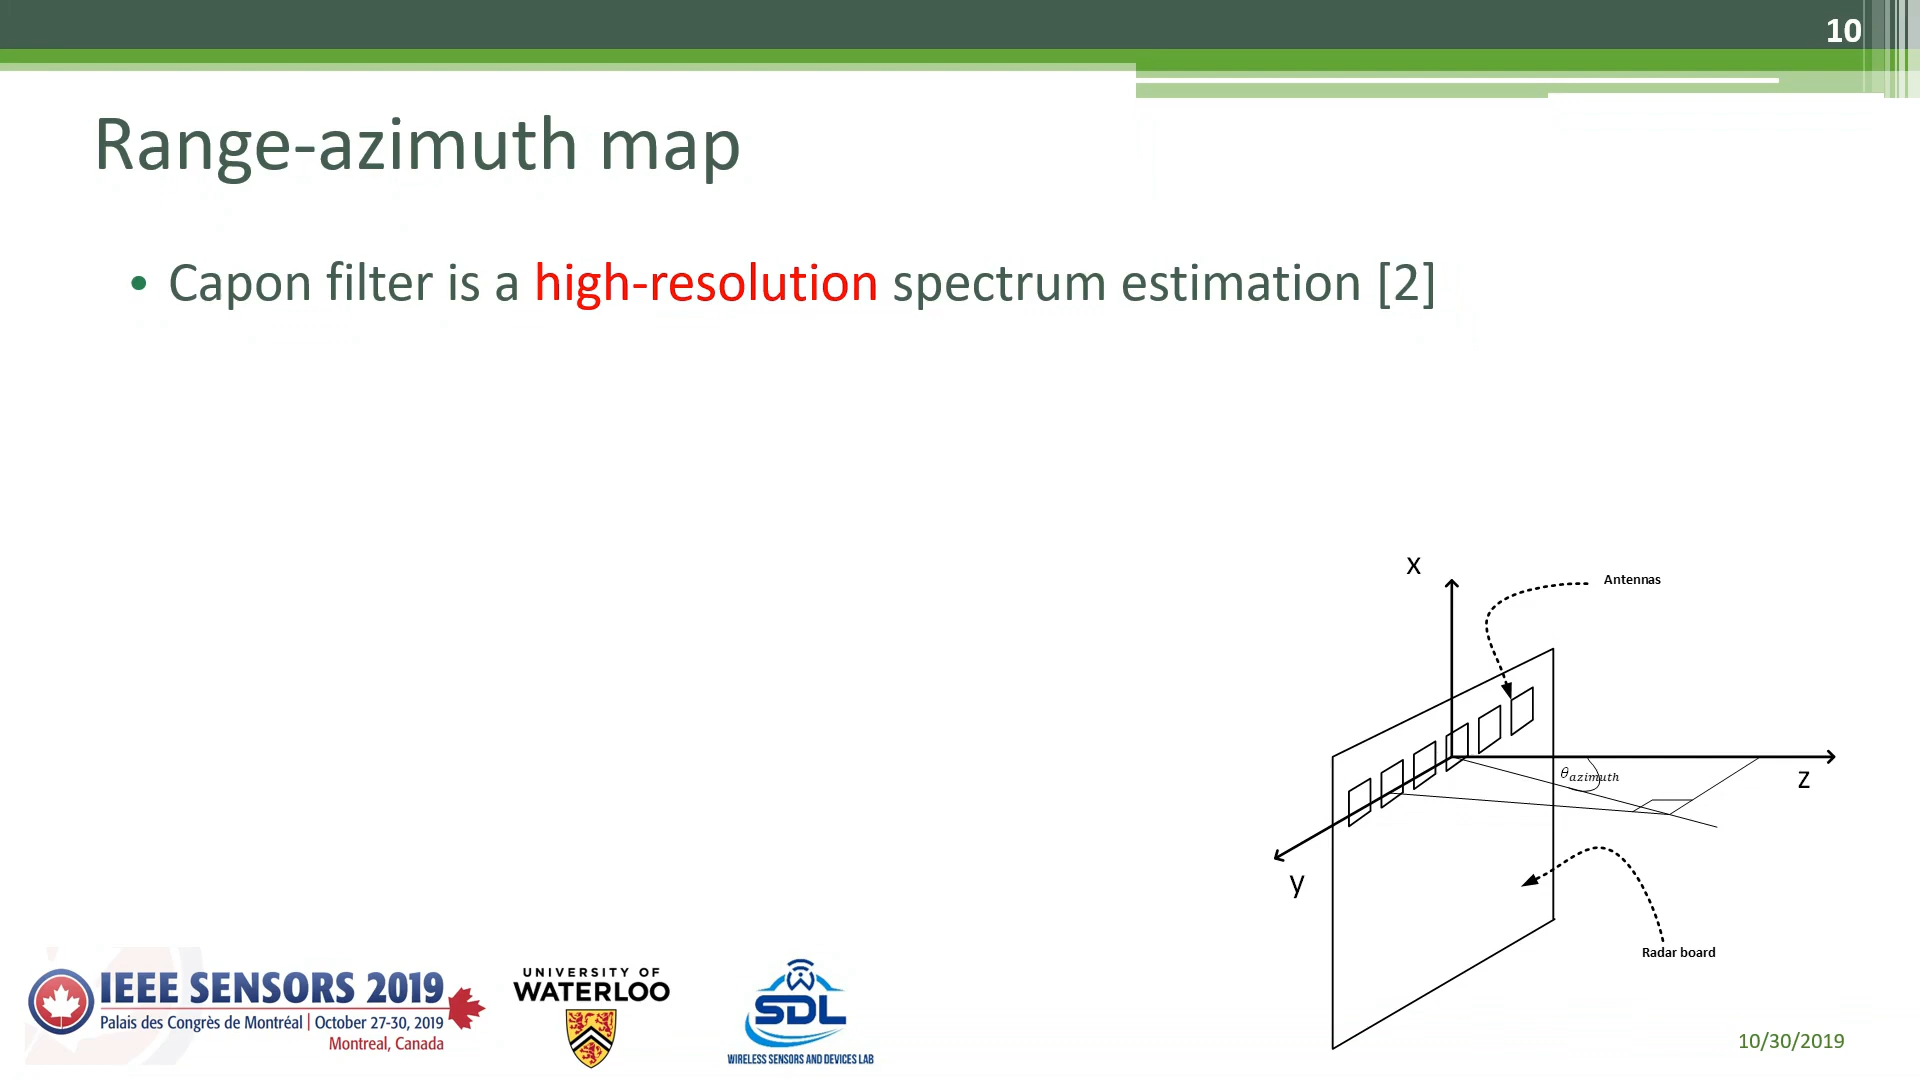 10
Range-azimuth map
• Capon filter is a high-resolution spectrum estimation [2]
x
Antennas
θazimuth
z
y
Radar board
IEEE SENSORS 2019
Palais des Congrès de Montréal | October 27-30, 2019
Montreal, Canada
UNIVERSITY OF
WATERLOO
SDL
WIRELESS SENSORS AND DEVICES LAB
10/30/2019